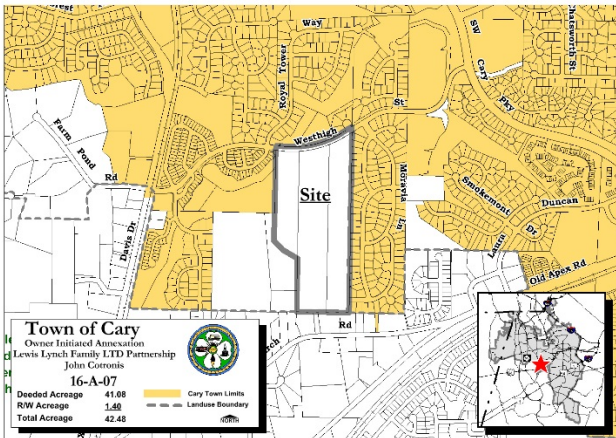 Way
Chatsworth St
SW
Cary
Pky
Royal Tower
Westhigh
St
Farm
Pond
Rd
Site
Moravia Ln
Smokemont
Dr
Duncan
Laura
Davis Dr
Old Apex Rd
Rd
Town of Cary
Owner Initiated Annexation
Lewis Lynch Family LTD Partnership
John Cotronis
16-A-07
Deeded Acreage 41.08
R/W Acreage 1.40
Total Acreage 42.48
Cary Town Limits
Landuse Boundary
NORTH